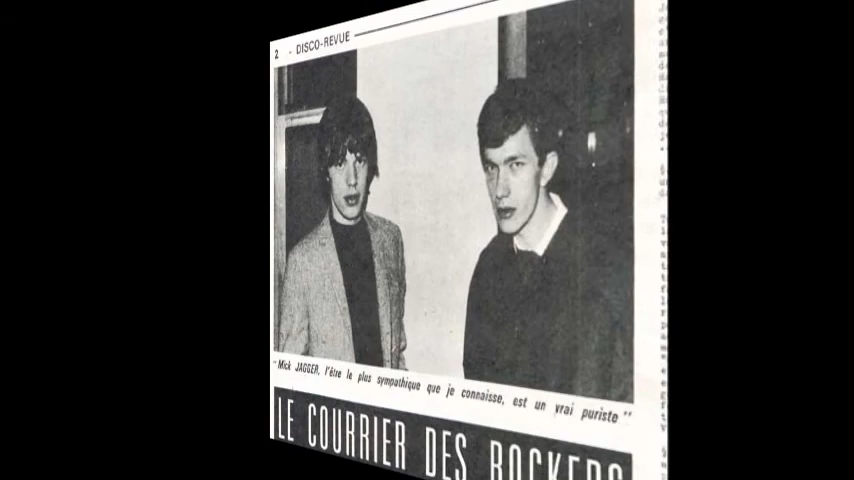 2 - DISCO-REVUE
"Mick JAGGER, l'être le plus sympathique que je connaisse, est un vrai puriste"
LE COURRIER DES ROCKERS